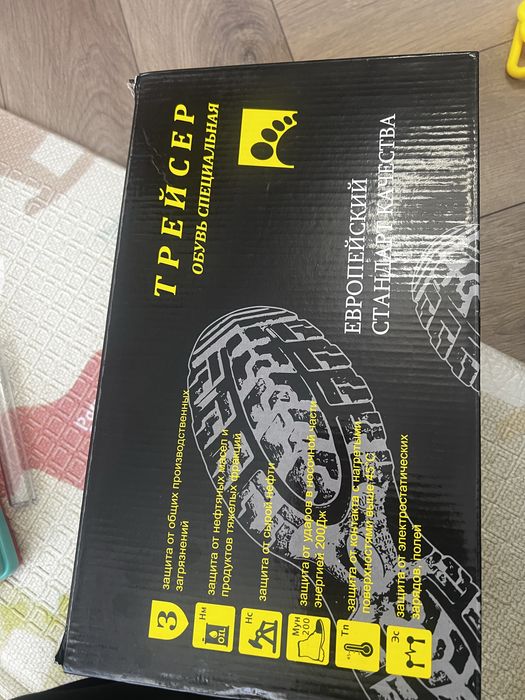 ТРЕЙСЕР
ОБУВЬ СПЕЦИАЛЬНАЯ
ЕВРОПЕЙСКИЙ
СТАНДАРТ КАЧЕСТВА
З
защита от общих производственных
загрязнений
Нм
OIL
защита от нефтяных масел и
продуктов тяжелых фракций
Нс
защита от сырой нефти
Мун
200
защита от ударов в носочной части
энергией 200Дж
Тп
защита от контакта с нагретыми
поверхностями выше 45°С
Эс
защита от электростатических
зарядов, полей